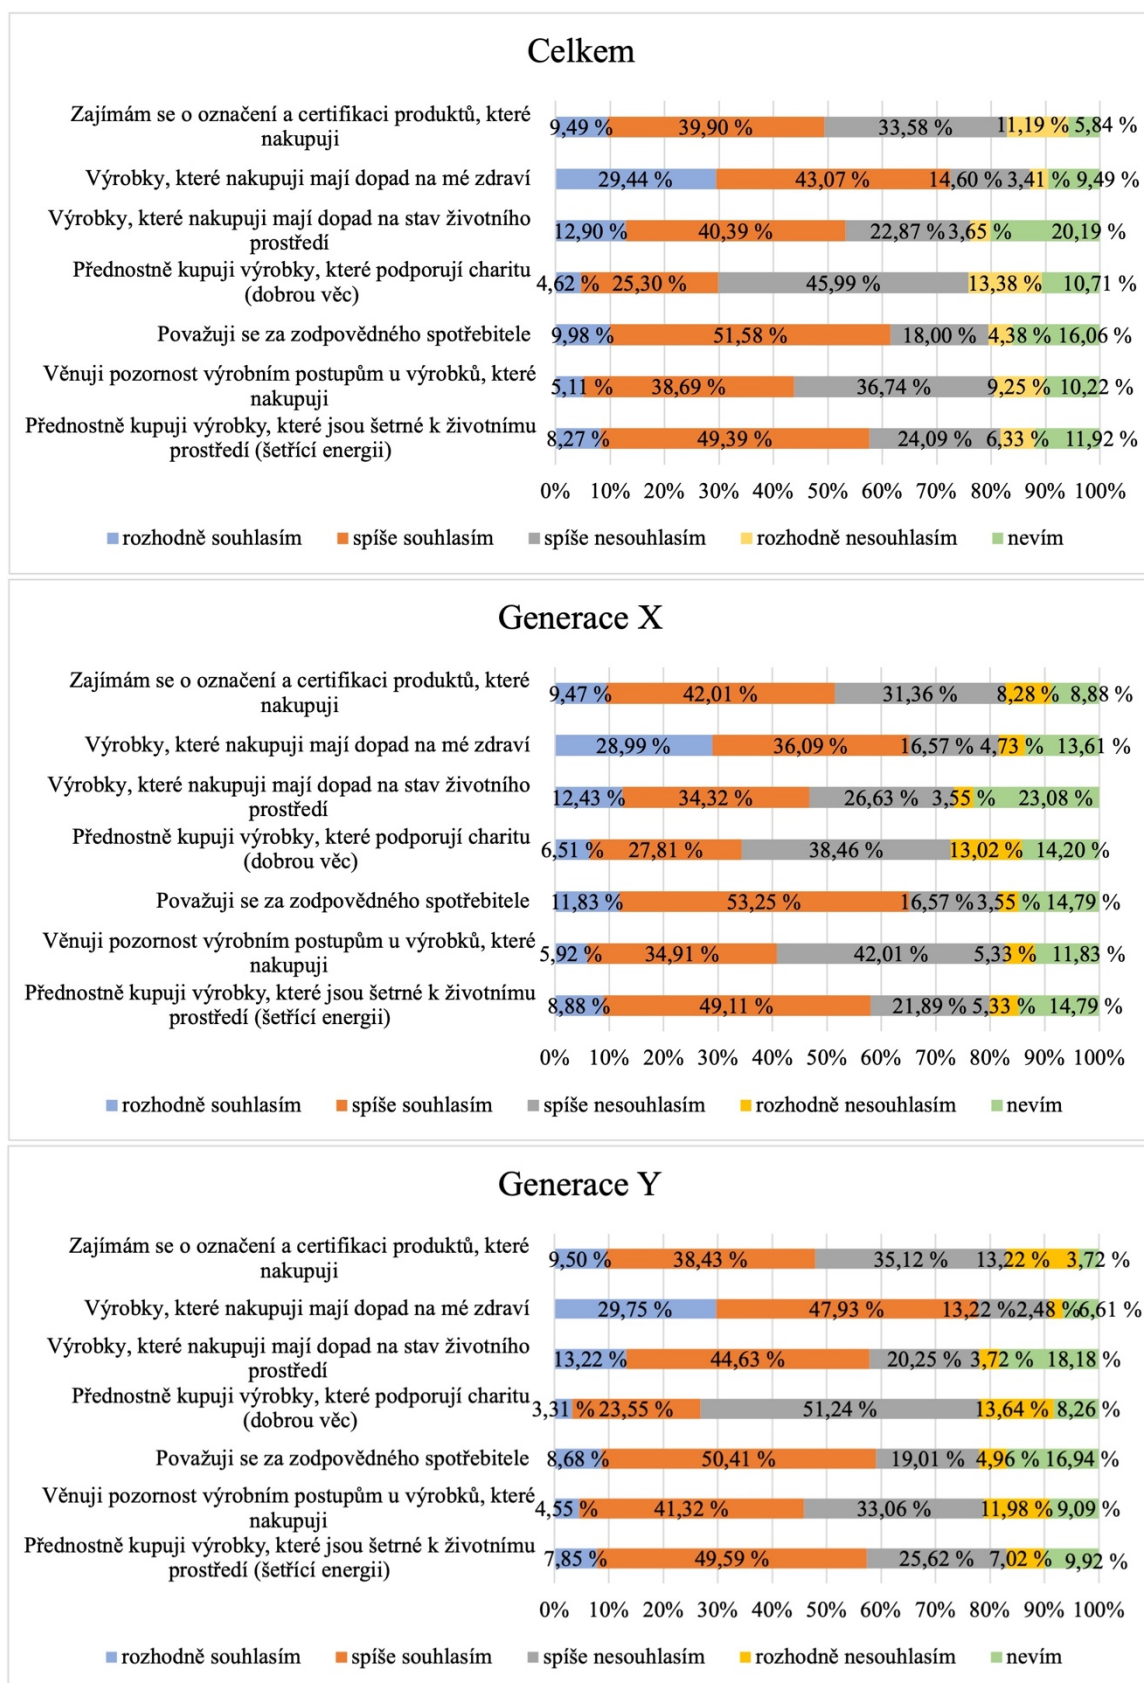 Celkem
Zajímám se o označení a certifikaci produktů, které
nakupuji
9,49 % 39,90 % 33,58 % 11,19 % 5,84 %
Výrobky, které nakupuji mají dopad na mé zdraví
29,44 % 43,07 % 14,60 % 3,41 % 9,49 %
Výrobky, které nakupuji mají dopad na stav životního
prostředí
12,90 % 40,39 % 22,87 % 3,65 % 20,19 %
Přednostně kupuji výrobky, které podporují charitu
(dobrou věc)
4,62 % 25,30 % 45,99 % 13,38 % 10,71 %
Považuji se za zodpovědného spotřebitele
9,98 % 51,58 % 18,00 % 4,38 % 16,06 %
Věnuji pozornost výrobním postupům u výrobků, které
nakupuji
5,11 % 38,69 % 36,74 % 9,25 % 10,22 %
Přednostně kupuji výrobky, které jsou šetrné k životnímu
prostředí (šetřící energii)
8,27 % 49,39 % 24,09 % 6,33 % 11,92 %
0% 10% 20% 30% 40% 50% 60% 70% 80% 90% 100%
rozhodně souhlasím spíše souhlasím spíše nesouhlasím rozhodně nesouhlasím nevím
Generace X
Zajímám se o označení a certifikaci produktů, které
nakupuji
9,47 % 42,01 % 31,36 % 8,28 % 8,88 %
Výrobky, které nakupuji mají dopad na mé zdraví
28,99 % 36,09 % 16,57 % 4,73 % 13,61 %
Výrobky, které nakupuji mají dopad na stav životního
prostředí
12,43 % 34,32 % 26,63 % 3,55 % 23,08 %
Přednostně kupuji výrobky, které podporují charitu
(dobrou věc)
6,51 % 27,81 % 38,46 % 13,02 % 14,20 %
Považuji se za zodpovědného spotřebitele
11,83 % 53,25 % 16,57 % 3,55 % 14,79 %
Věnuji pozornost výrobním postupům u výrobků, které
nakupuji
5,92 % 34,91 % 42,01 % 5,33 % 11,83 %
Přednostně kupuji výrobky, které jsou šetrné k životnímu
prostředí (šetřící energii)
8,88 % 49,11 % 21,89 % 5,33 % 14,79 %
0% 10% 20% 30% 40% 50% 60% 70% 80% 90% 100%
rozhodně souhlasím spíše souhlasím spíše nesouhlasím rozhodně nesouhlasím nevím
Generace Y
Zajímám se o označení a certifikaci produktů, které
nakupuji
9,50 % 38,43 % 35,12 % 13,22 % 3,72 %
Výrobky, které nakupuji mají dopad na mé zdraví
29,75 % 47,93 % 13,22 % 2,48 % 6,61 %
Výrobky, které nakupuji mají dopad na stav životního
prostředí
13,22 % 44,63 % 20,25 % 3,72 % 18,18 %
Přednostně kupuji výrobky, které podporují charitu
(dobrou věc)
3,31 % 23,55 % 51,24 % 13,64 % 8,26 %
Považuji se za zodpovědného spotřebitele
8,68 % 50,41 % 19,01 % 4,96 % 16,94 %
Věnuji pozornost výrobním postupům u výrobků, které
nakupuji
4,55 % 41,32 % 33,06 % 11,98 % 9,09 %
Přednostně kupuji výrobky, které jsou šetrné k životnímu
prostředí (šetřící energii)
7,85 % 49,59 % 25,62 % 7,02 % 9,92 %
0% 10% 20% 30% 40% 50% 60% 70% 80% 90% 100%
rozhodně souhlasím spíše souhlasím spíše nesouhlasím rozhodně nesouhlasím nevím